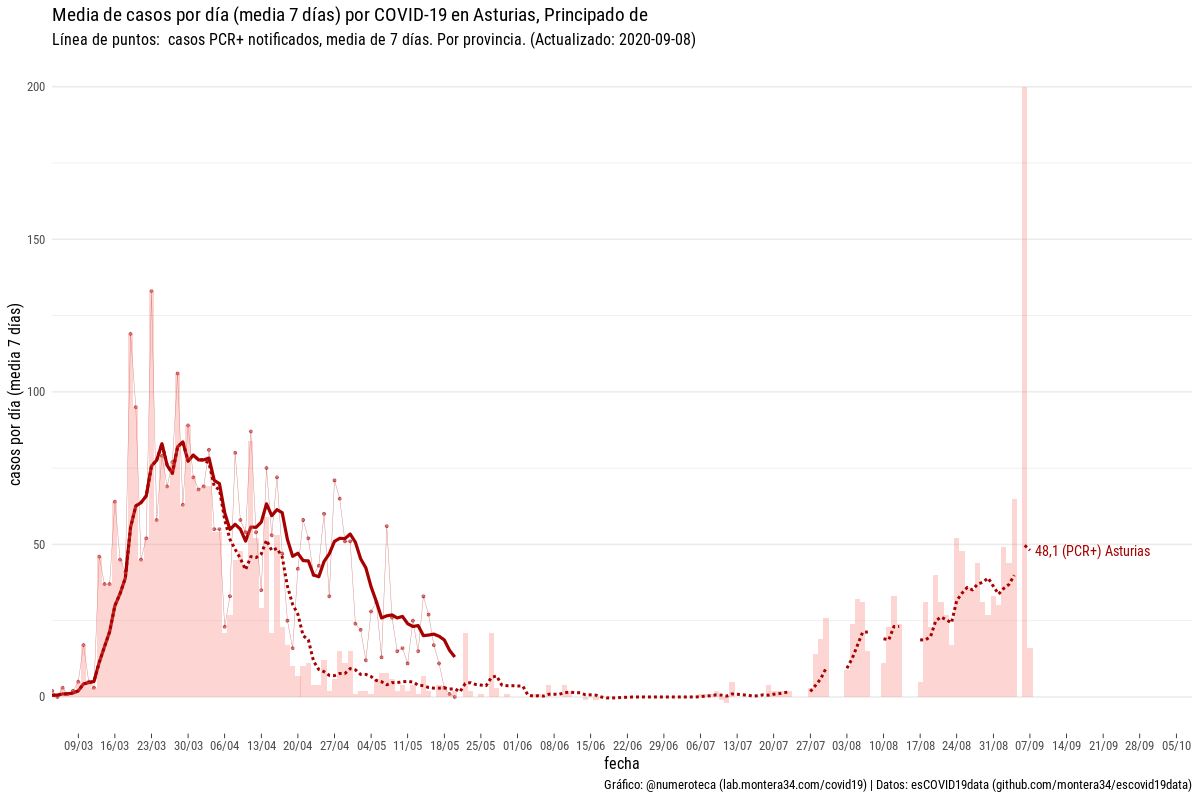 Media de casos por día (media 7 días) por COVID-19 en Asturias, Principado de
Línea de puntos:  casos PCR+ notificados, media de 7 días. Por provincia. (Actualizado: 2020-09-08)
casos por día (media 7 días)
200
150
100
50
0
48,1 (PCR+) Asturias
09/03 16/03 23/03 30/03 06/04 13/04 20/04 27/04 04/05 11/05 18/05 25/05 01/06 08/06 15/06 22/06 29/06 06/07 13/07 20/07 27/07 03/08 10/08 17/08 24/08 31/08 07/09 14/09 21/09 28/09 05/10
fecha
Gráfico: @numeroteca (lab.montera34.com/covid19) | Datos: esCOVID19data (github.com/montera34/escovid19data)